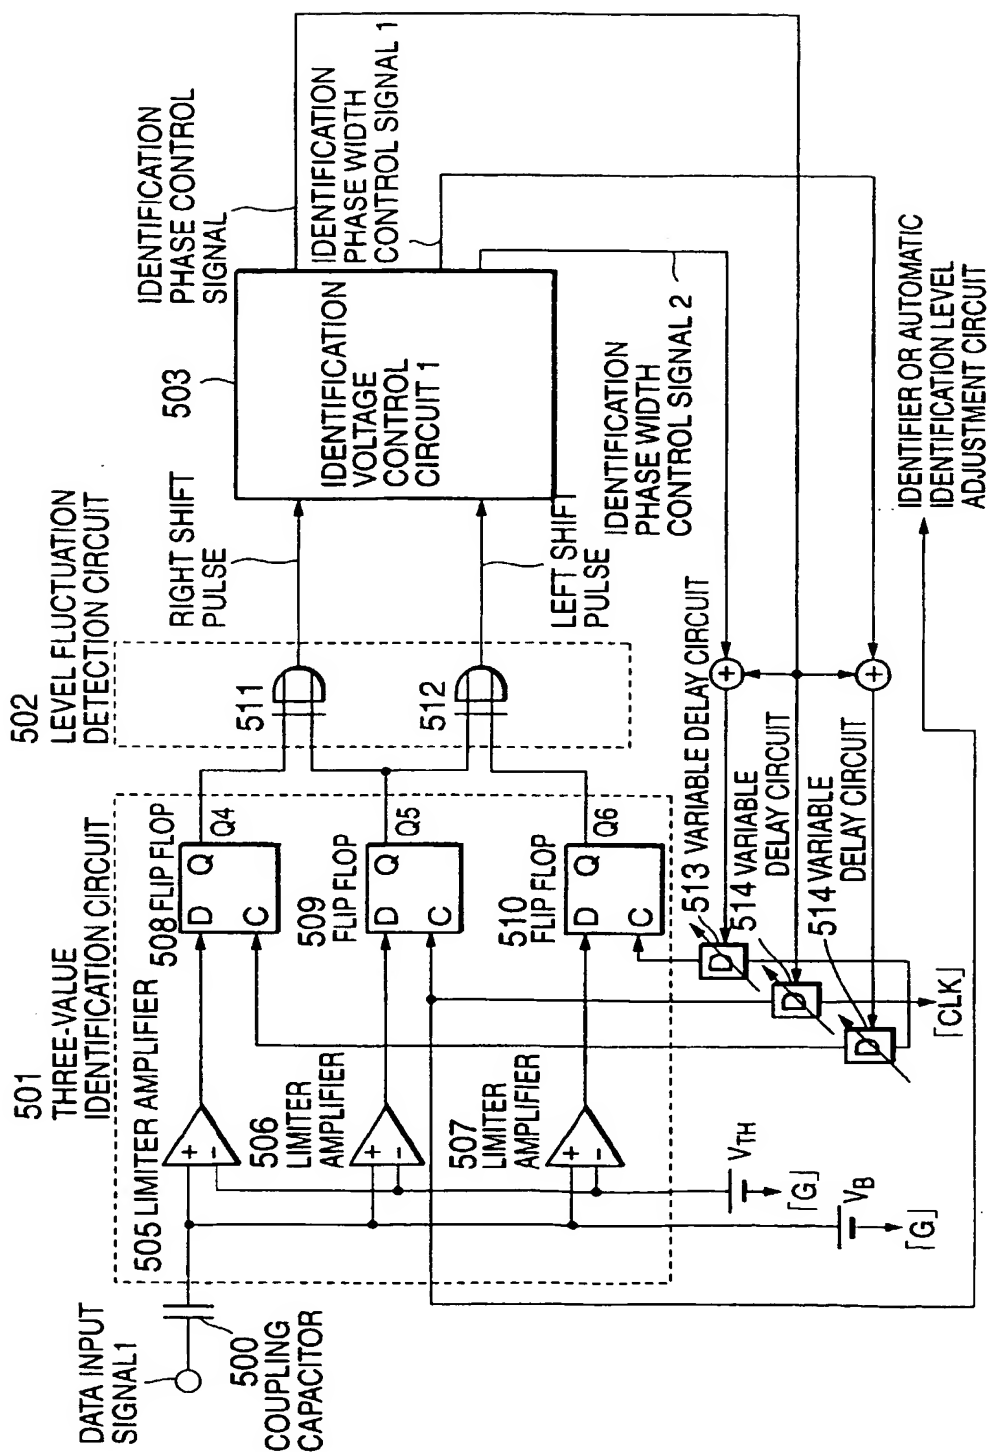 DATA INPUT
SIGNAL1
500
COUPLING
CAPACITOR
501
THREE-VALUE
IDENTIFICATION CIRCUIT
505 LIMITER AMPLIFIER
506
LIMITER
AMPLIFIER
507
LIMITER
AMPLIFIER
+
−
+
−
+
−
VTH
「G」
VB
「G」
508 FLIP FLOP
D
Q
C
Q4
509
FLIP FLOP
D
Q
C
Q5
510
FLIP FLOP
D
Q
C
Q6
502
LEVEL FLUCTUATION
DETECTION CIRCUIT
511
512
RIGHT SHIFT
PULSE
LEFT SHIFT
PULSE
503
IDENTIFICATION
VOLTAGE
CONTROL
CIRCUIT 1
IDENTIFICATION
PHASE CONTROL
SIGNAL
IDENTIFICATION
PHASE WIDTH
CONTROL SIGNAL 1
IDENTIFICATION
PHASE WIDTH
CONTROL SIGNAL 2
+
+
513 VARIABLE DELAY CIRCUIT
D
514 VARIABLE
DELAY CIRCUIT
D
514 VARIABLE
DELAY CIRCUIT
D
「CLK」
IDENTIFIER OR AUTOMATIC
IDENTIFICATION LEVEL
ADJUSTMENT CIRCUIT